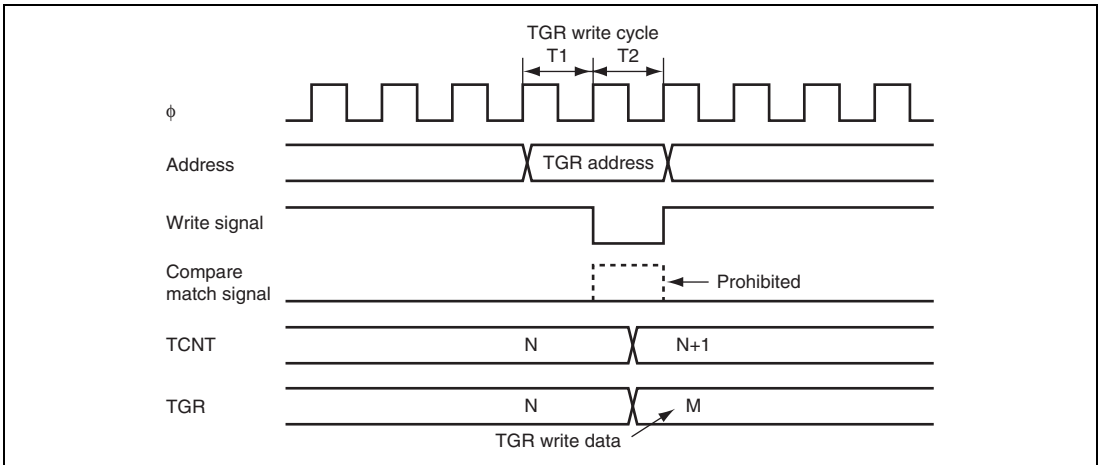 TGR write cycle
T1 T2
ϕ
Address TGR address
Write signal
Compare
match signal Prohibited
TCNT N N+1
TGR N M
TGR write data